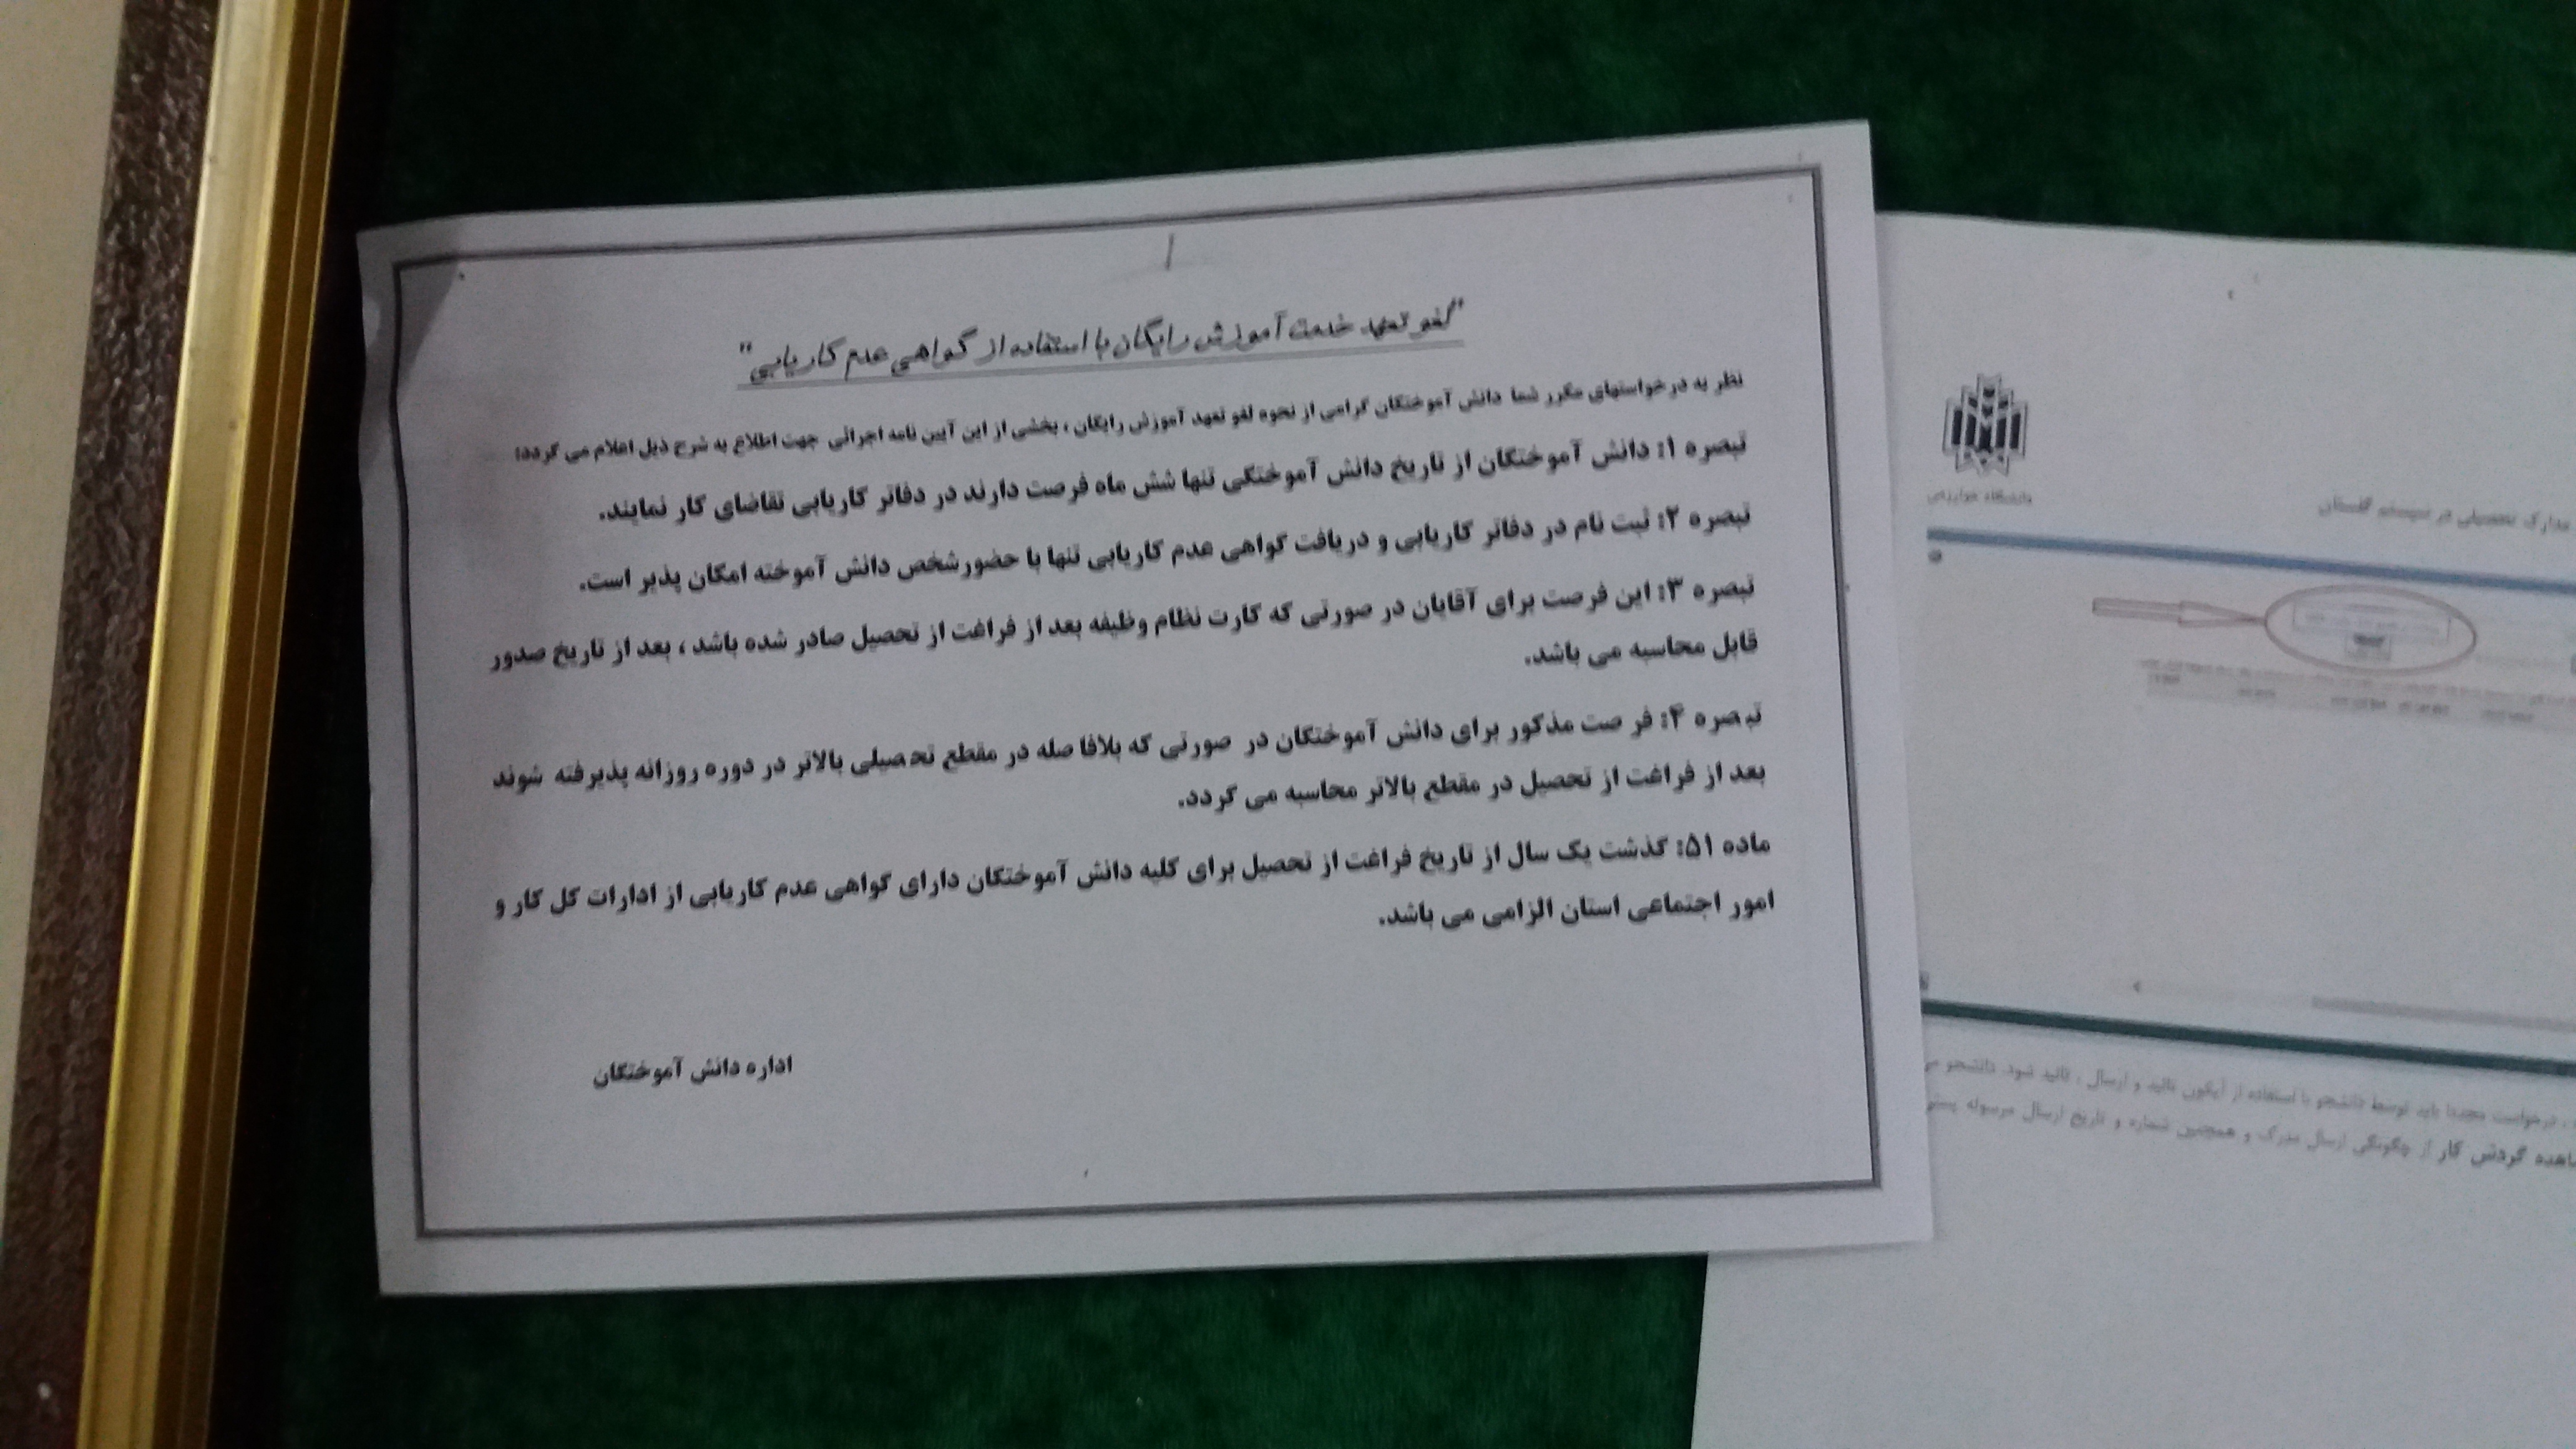 "لغو تعهد خدمت آموزش رایگان با استفاده از گواهی عدم کاریابی"
نظر به درخواستهای مکرر شما دانش آموختگان گرامی از نحوه لغو تعهد آموزش رایگان ، بخشی از این آیین نامه اجرائی جهت اطلاع به شرح ذیل اعلام می گردد:
تبصره ۱: دانش آموختگان از تاریخ دانش آموختگی تنها شش ماه فرصت دارند در دفاتر کاریابی تقاضای کار نمایند.
تبصره ۲: ثبت نام در دفاتر کاریابی و دریافت گواهی عدم کاریابی تنها با حضورشخص دانش آموخته امکان پذیر است.
تبصره ۳: این فرصت برای آقایان در صورتی که کارت نظام وظیفه بعد از فراغت از تحصیل صادر شده باشد ، بعد از تاریخ صدور
قابل محاسبه می باشد.
تبصره ۴: فر صت مذکور برای دانش آموختگان در صورتی که بلافا صله در مقطع تحصیلی بالاتر در دوره روزانه پذیرفته شوند
بعد از فراغت از تحصیل در مقطع بالاتر محاسبه می گردد.
ماده ۵۱: گذشت یک سال از تاریخ فراغت از تحصیل برای کلیه دانش آموختگان دارای گواهی عدم کاریابی از ادارات کل کار و
امور اجتماعی استان الزامی می باشد.
اداره دانش آموختگان
دانشگاه خوارزمی
مدارک تحصیلی در سیستم گلستان
درخواست مجددا باید توسط دانشجو با استفاده از آیکون تائید و ارسال ، تائید شود. دانشجو
گردش کار از چگونگی ارسال مدرک و همچنین شماره و تاریخ ارسال مرسوله